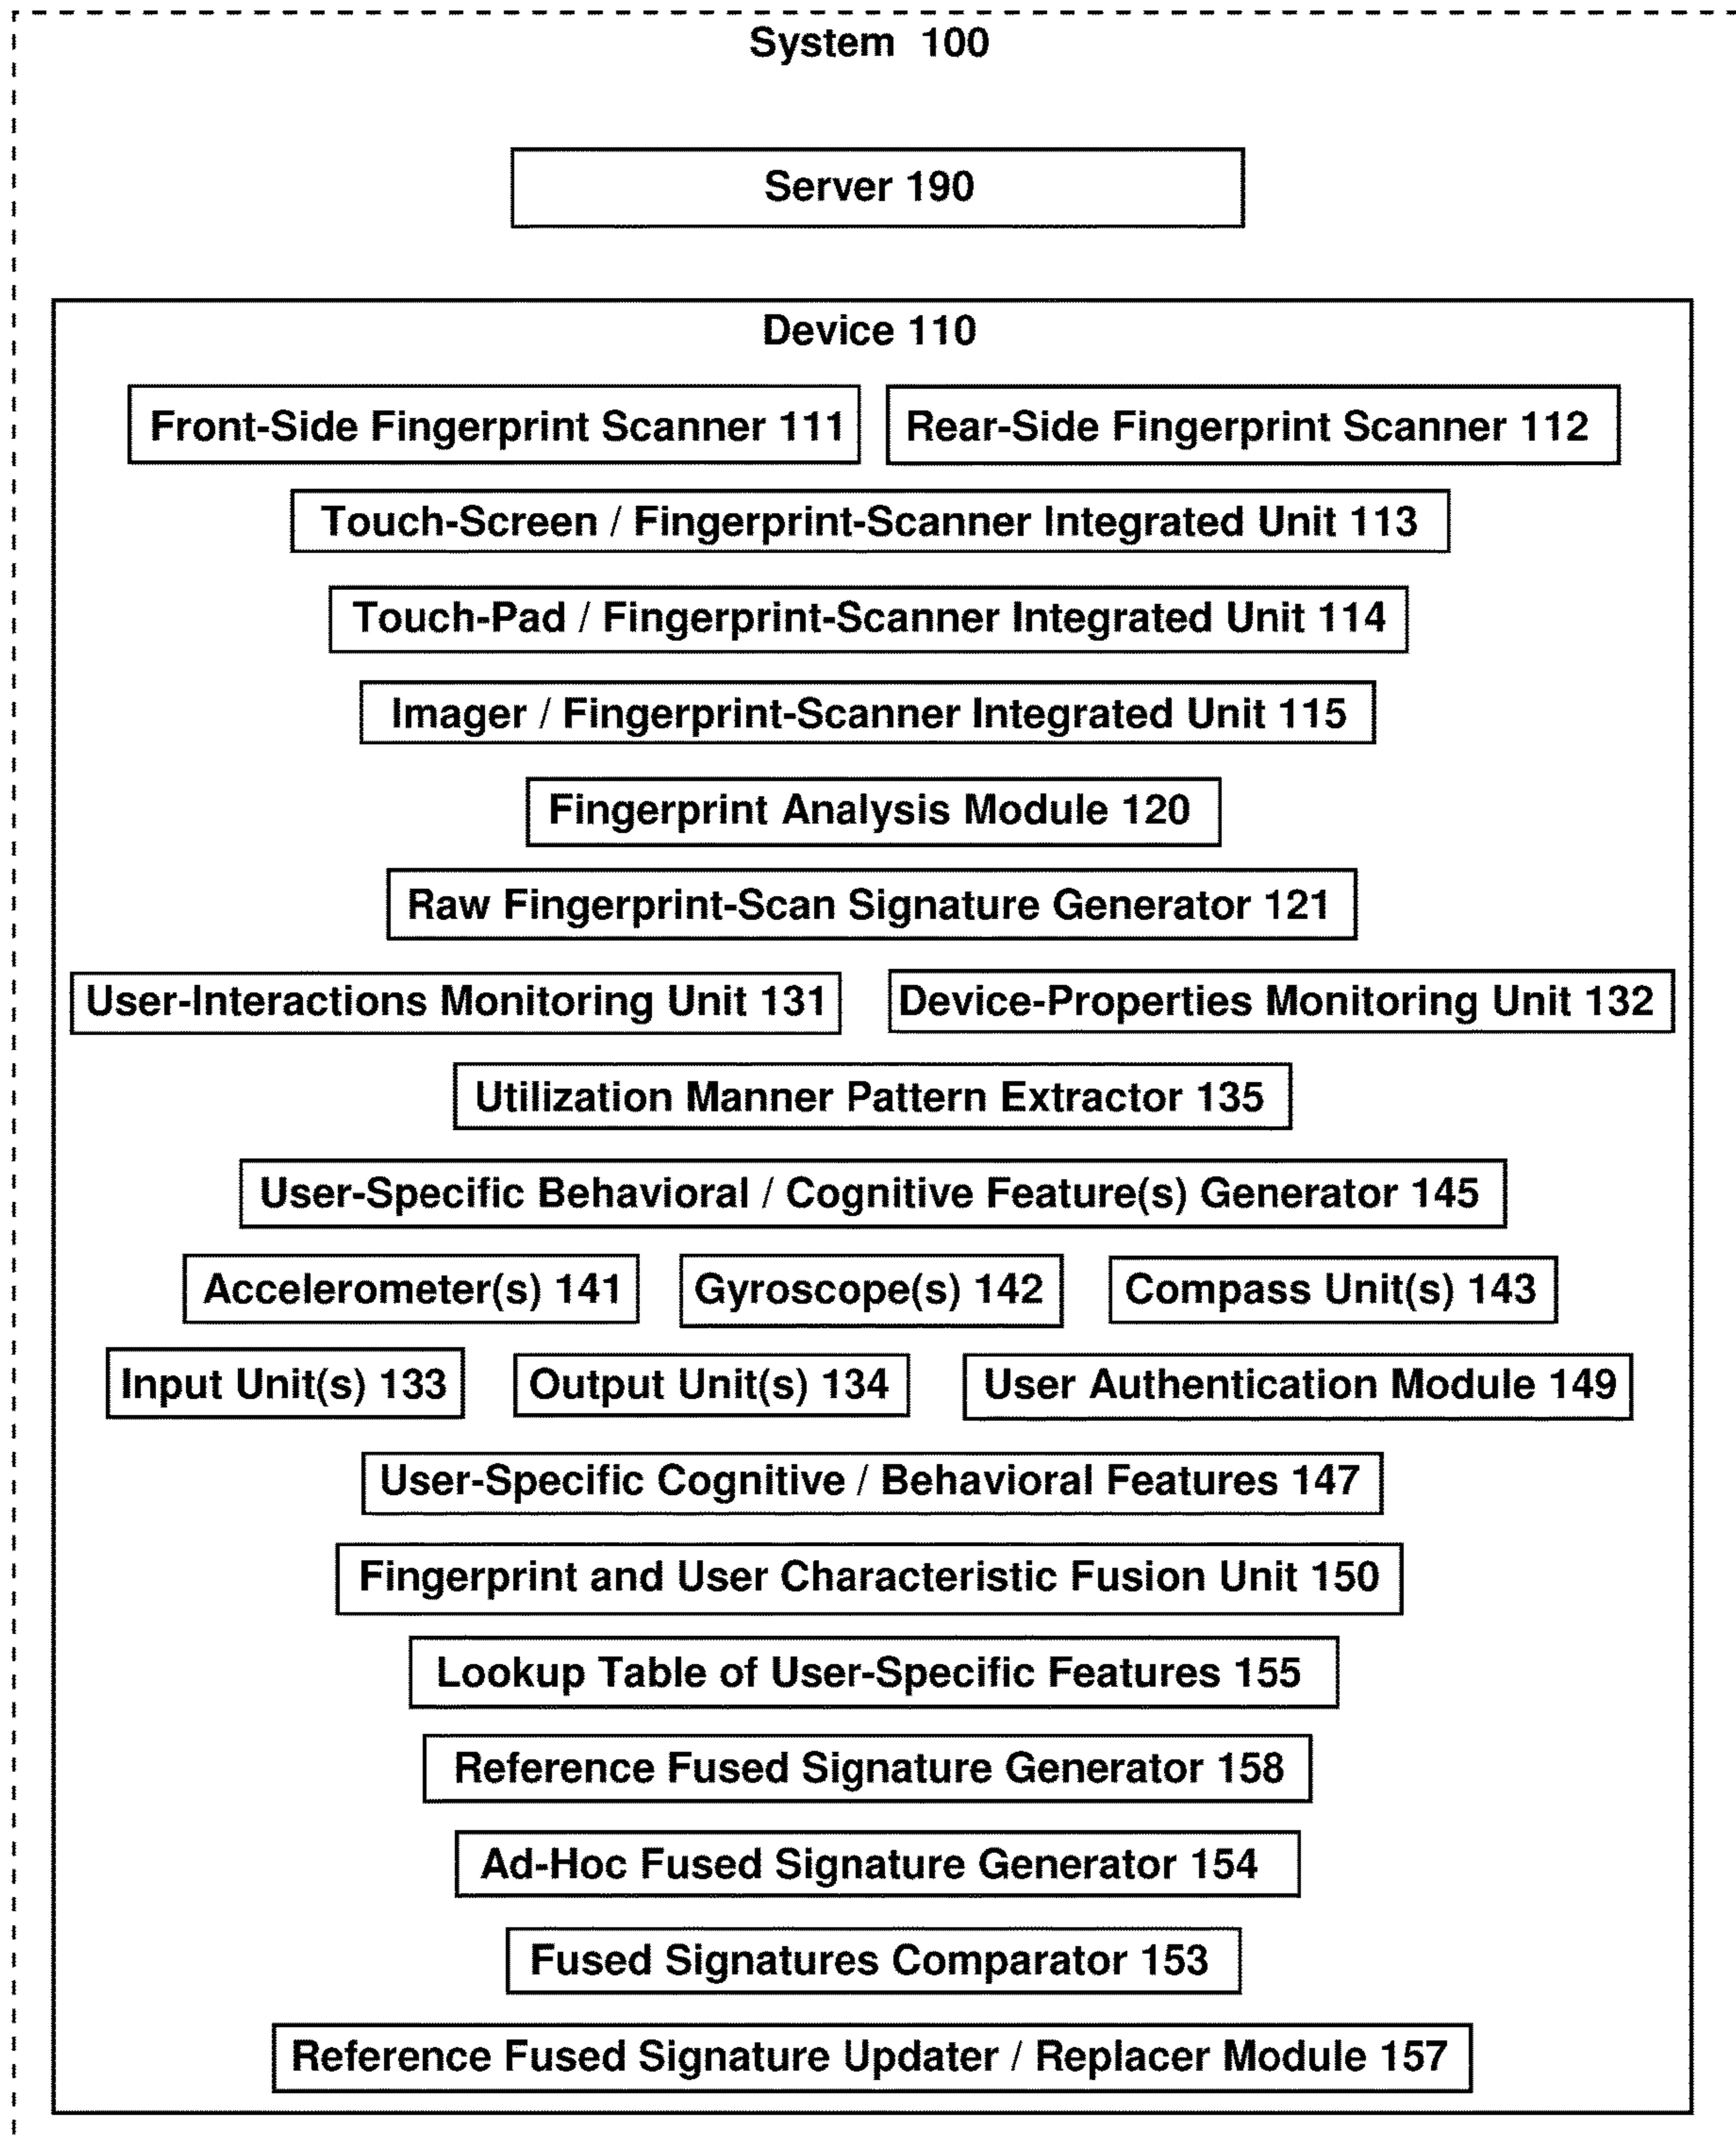 System 100
Server 190
Device 110
Front-Side Fingerprint Scanner 111
Rear-Side Fingerprint Scanner 112
Touch-Screen / Fingerprint-Scanner Integrated Unit 113
Touch-Pad / Fingerprint-Scanner Integrated Unit 114
Imager / Fingerprint-Scanner Integrated Unit 115
Fingerprint Analysis Module 120
Raw Fingerprint-Scan Signature Generator 121
User-Interactions Monitoring Unit 131
Device-Properties Monitoring Unit 132
Utilization Manner Pattern Extractor 135
User-Specific Behavioral / Cognitive Feature(s) Generator 145
Accelerometer(s) 141
Gyroscope(s) 142
Compass Unit(s) 143
Input Unit(s) 133
Output Unit(s) 134
User Authentication Module 149
User-Specific Cognitive / Behavioral Features 147
Fingerprint and User Characteristic Fusion Unit 150
Lookup Table of User-Specific Features 155
Reference Fused Signature Generator 158
Ad-Hoc Fused Signature Generator 154
Fused Signatures Comparator 153
Reference Fused Signature Updater / Replacer Module 157